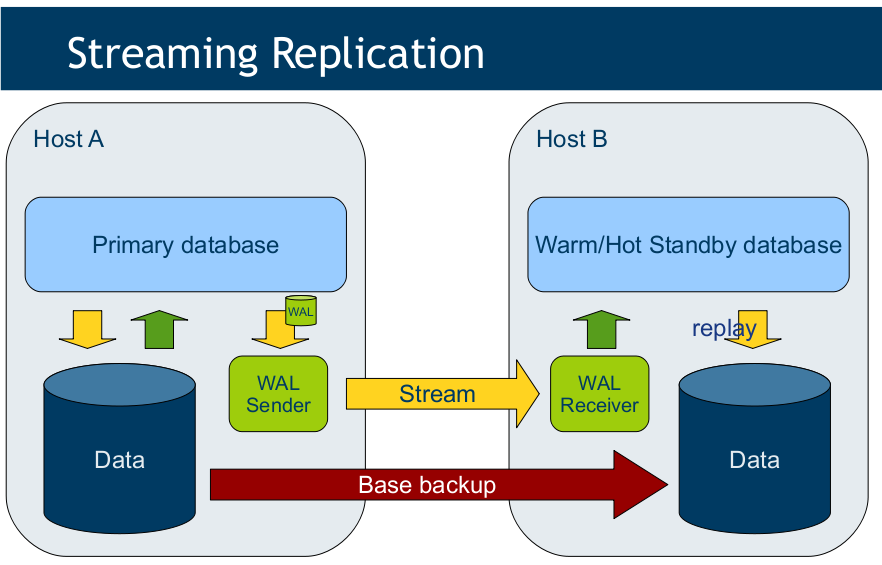 Streaming Replication
Host A
Host B
Primary database
Warm/Hot Standby database
WAL
replay
WAL
Sender
Stream
WAL
Receiver
Data
Data
Base backup